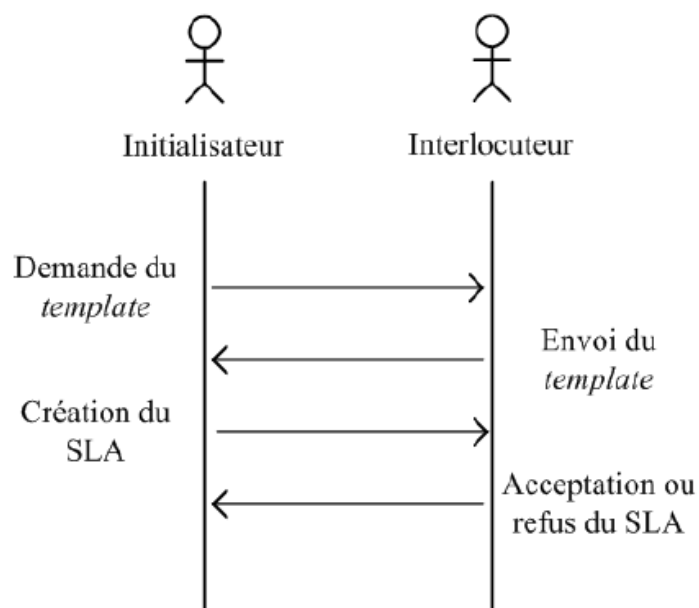 Initialisateur
Interlocuteur
Demande du
template
Envoi du
template
Création du
SLA
Acceptation ou
refus du SLA